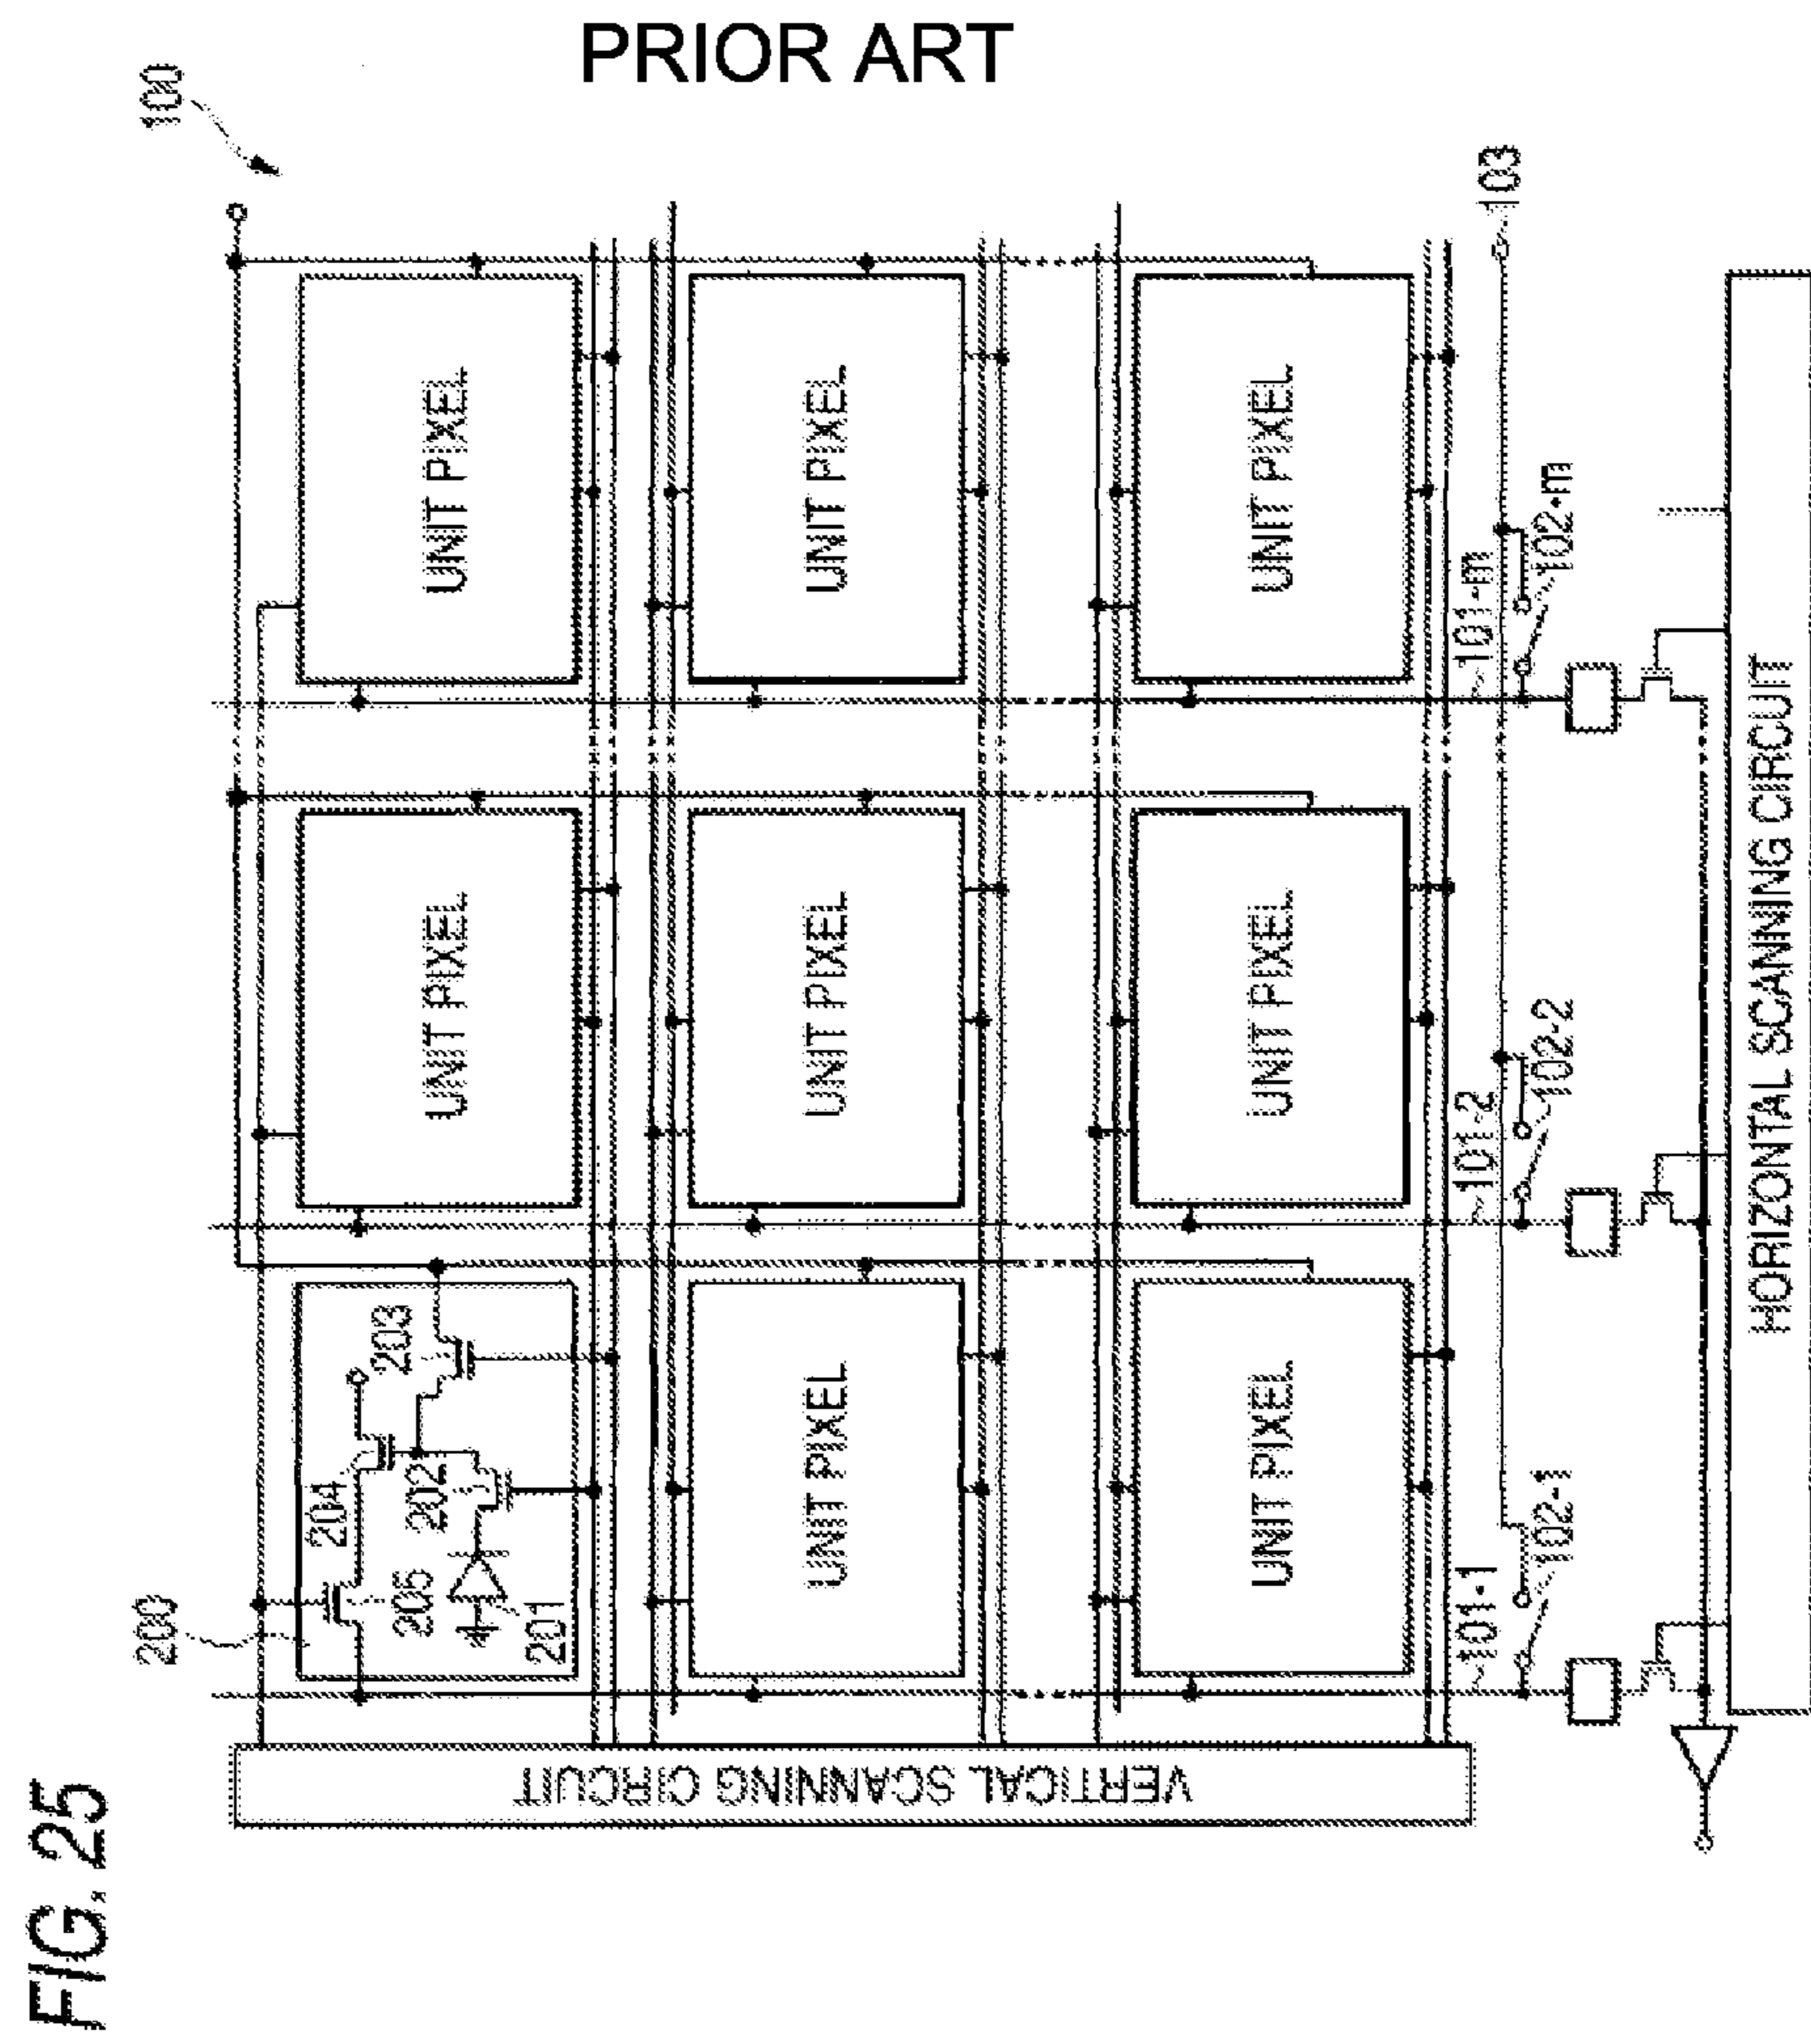 FIG. 25
PRIOR ART
100
200
204
203
202
205
201
UNIT PIXEL
UNIT PIXEL
UNIT PIXEL
UNIT PIXEL
UNIT PIXEL
UNIT PIXEL
UNIT PIXEL
UNIT PIXEL
VERTICAL SCANNING CIRCUIT
101-1
101-2
101-m
103
102-1
102-2
102-m
HORIZONTAL SCANNING CIRCUIT